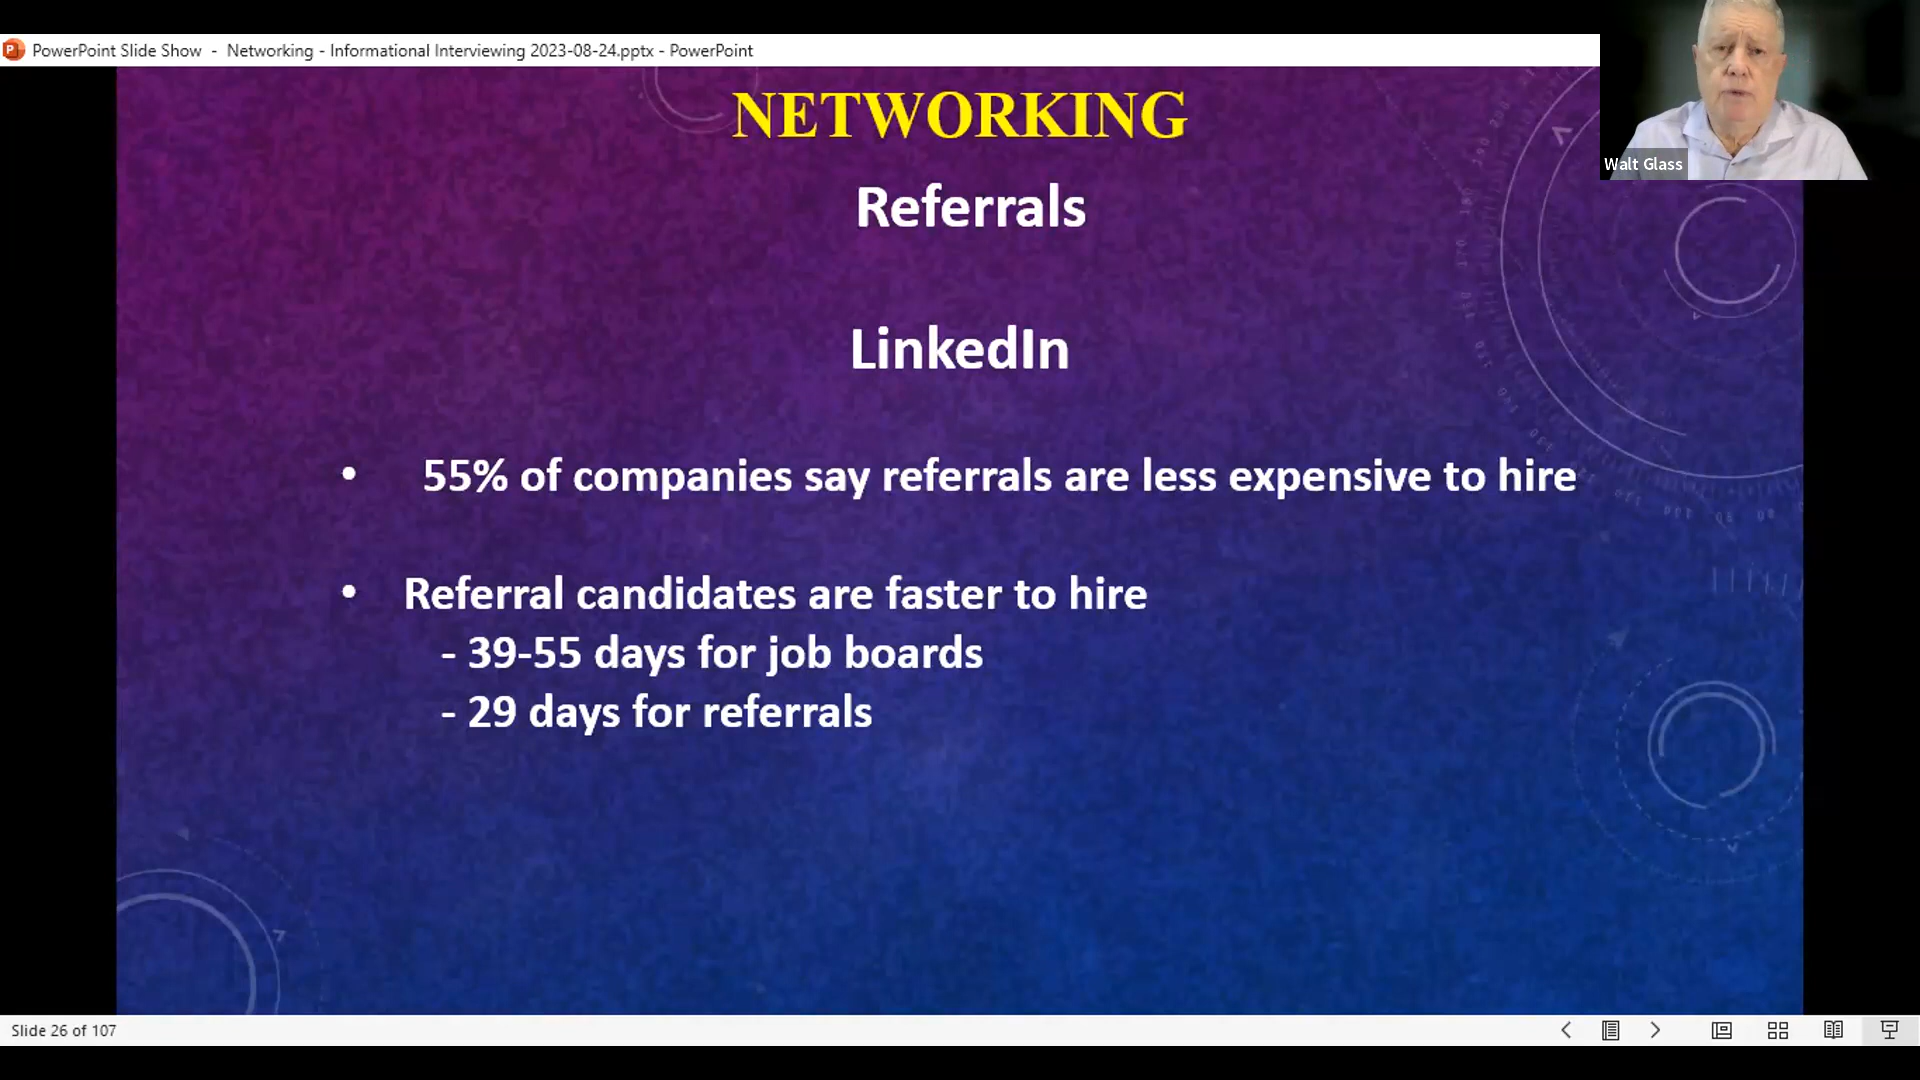 PowerPoint Slide Show - Networking - Informational Interviewing 2023-08-24.pptx - PowerPoint
NETWORKING
Walt Glass
Referrals
LinkedIn
• 55% of companies say referrals are less expensive to hire
• Referral candidates are faster to hire
- 39-55 days for job boards
- 29 days for referrals
Slide 26 of 107